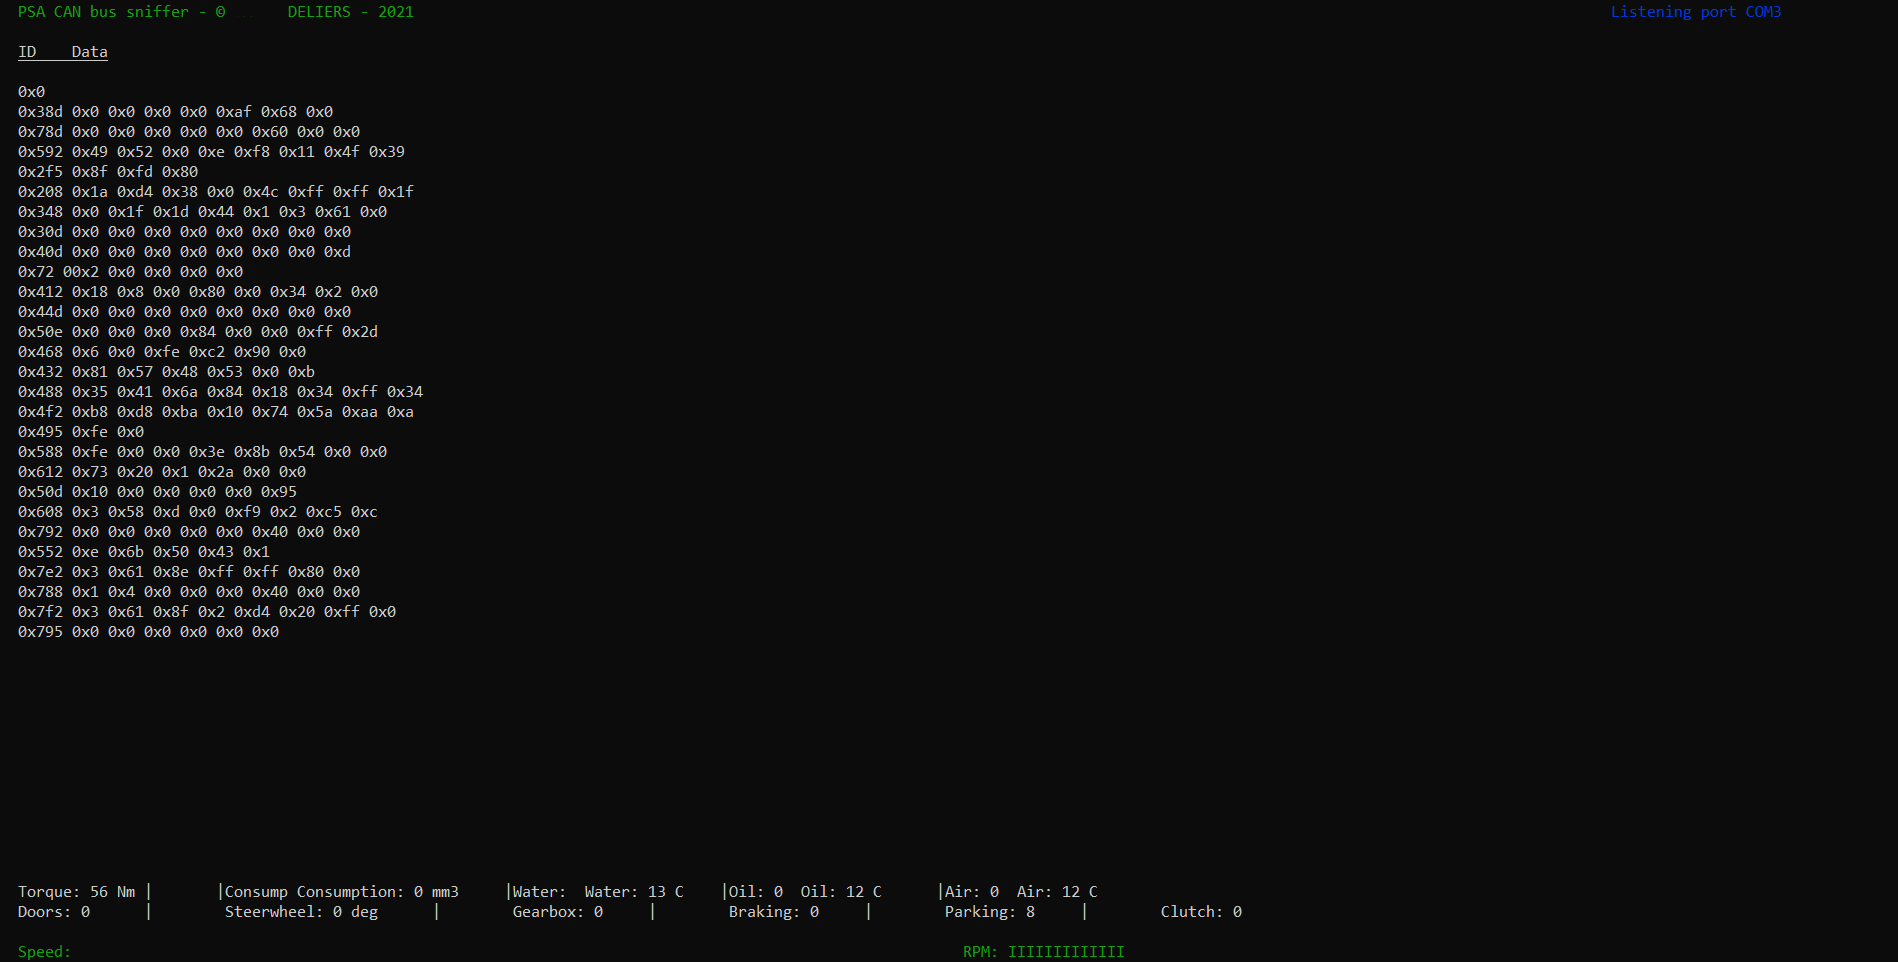 PSA CAN bus sniffer - © DELIERS - 2021 Listening port COM3
ID Data
0x0
0x38d 0x0 0x0 0x0 0x0 0xaf 0x68 0x0
0x78d 0x0 0x0 0x0 0x0 0x0 0x60 0x0 0x0
0x592 0x49 0x52 0x0 0xe 0xf8 0x11 0x4f 0x39
0x2f5 0x8f 0xfd 0x80
0x208 0x1a 0xd4 0x38 0x0 0x4c 0xff 0xff 0x1f
0x348 0x0 0x1f 0x1d 0x44 0x1 0x3 0x61 0x0
0x30d 0x0 0x0 0x0 0x0 0x0 0x0 0x0 0x0
0x40d 0x0 0x0 0x0 0x0 0x0 0x0 0x0 0xd
0x72 00x2 0x0 0x0 0x0 0x0
0x412 0x18 0x8 0x0 0x80 0x0 0x34 0x2 0x0
0x44d 0x0 0x0 0x0 0x0 0x0 0x0 0x0 0x0
0x50e 0x0 0x0 0x0 0x84 0x0 0x0 0xff 0x2d
0x468 0x6 0x0 0xfe 0xc2 0x90 0x0
0x432 0x81 0x57 0x48 0x53 0x0 0xb
0x488 0x35 0x41 0x6a 0x84 0x18 0x34 0xff 0x34
0x4f2 0xb8 0xd8 0xba 0x10 0x74 0x5a 0xaa 0xa
0x495 0xfe 0x0
0x588 0xfe 0x0 0x0 0x3e 0x8b 0x54 0x0 0x0
0x612 0x73 0x20 0x1 0x2a 0x0 0x0
0x50d 0x10 0x0 0x0 0x0 0x0 0x95
0x608 0x3 0x58 0xd 0x0 0xf9 0x2 0xc5 0xc
0x792 0x0 0x0 0x0 0x0 0x0 0x40 0x0 0x0
0x552 0xe 0x6b 0x50 0x43 0x1
0x7e2 0x3 0x61 0x8e 0xff 0xff 0x80 0x0
0x788 0x1 0x4 0x0 0x0 0x0 0x40 0x0 0x0
0x7f2 0x3 0x61 0x8f 0x2 0xd4 0x20 0xff 0x0
0x795 0x0 0x0 0x0 0x0 0x0 0x0
Torque: 56 Nm | |Consump Consumption: 0 mm3 |Water: Water: 13 C |Oil: 0 Oil: 12 C |Air: 0 Air: 12 C
Doors: 0 | Steerwheel: 0 deg | Gearbox: 0 | Braking: 0 | Parking: 8 | Clutch: 0
Speed: RPM: IIIIIIIIIIIII